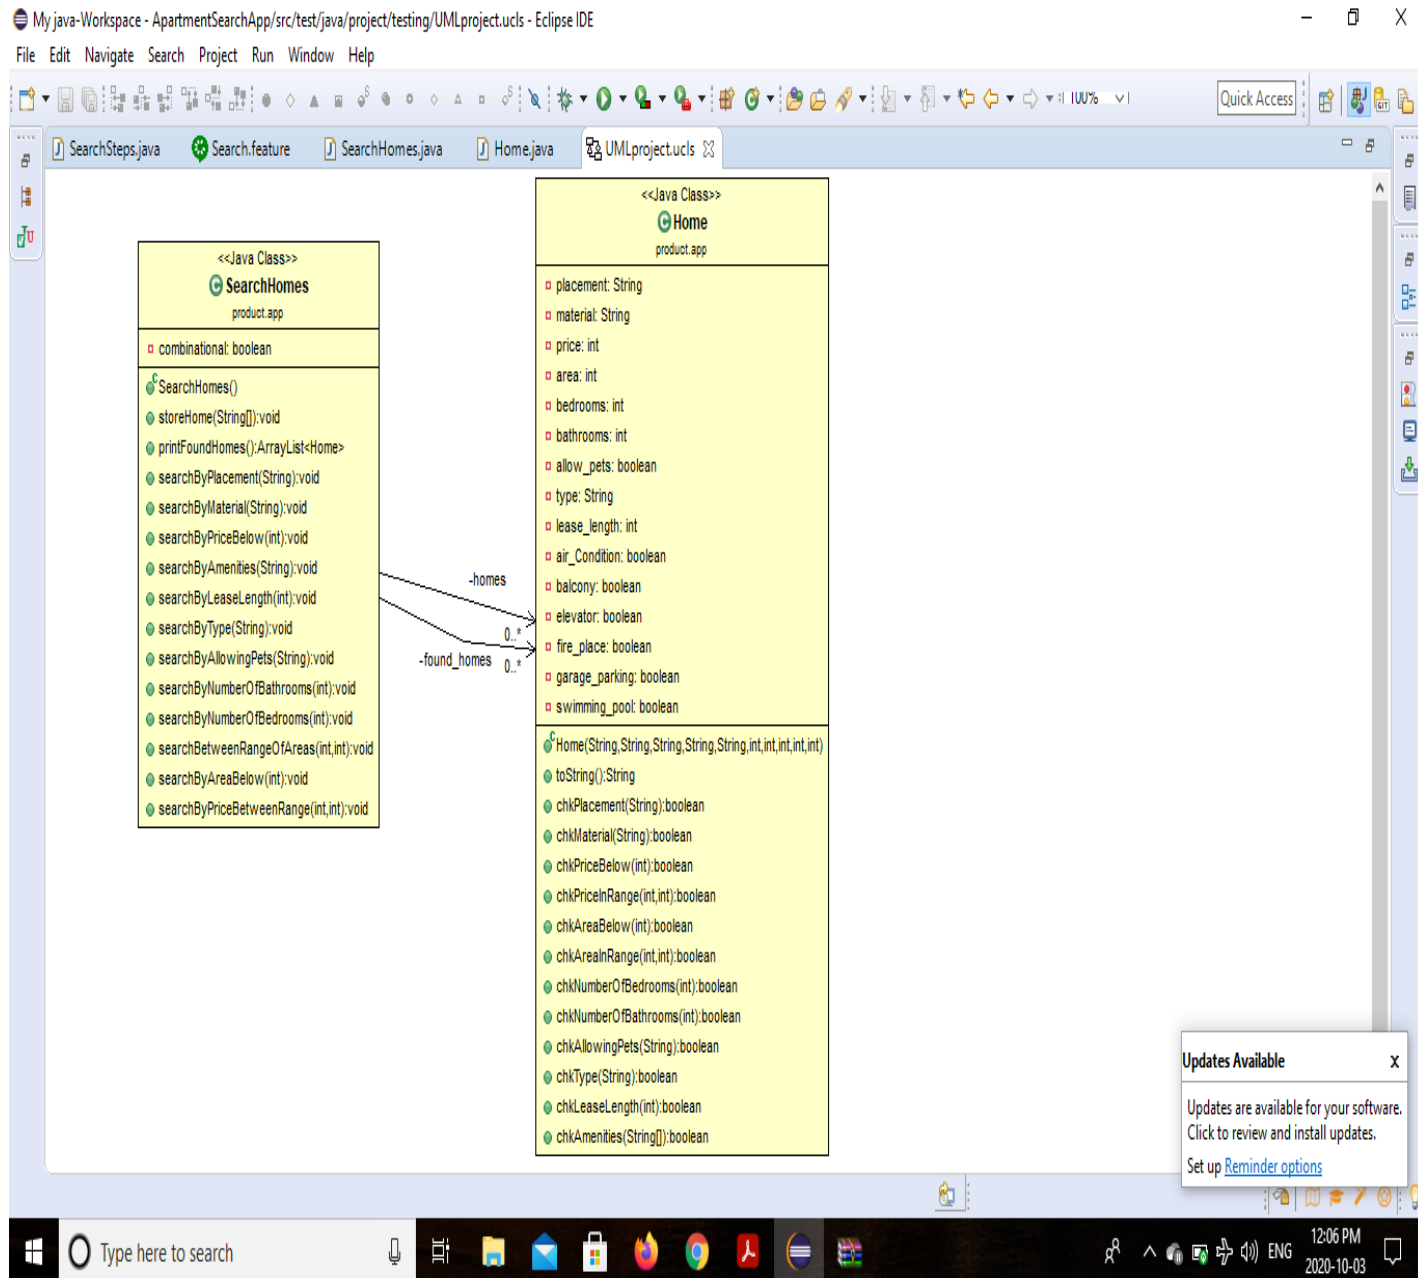 My java-Workspace - ApartmentSearchApp/src/test/java/project/testing/UMLproject.ucls - Eclipse IDE
File Edit Navigate Search Project Run Window Help
100%
Quick Access
SearchSteps.java Search.feature SearchHomes.java Home.java UMLproject.ucls
<<Java Class>>
SearchHomes
product.app
combinational: boolean
SearchHomes()
storeHome(String[]):void
printFoundHomes():ArrayList<Home>
searchByPlacement(String):void
searchByMaterial(String):void
searchByPriceBelow(int):void
searchByAmenities(String):void
searchByLeaseLength(int):void
searchByType(String):void
searchByAllowingPets(String):void
searchByNumberOfBathrooms(int):void
searchByNumberOfBedrooms(int):void
searchBetweenRangeOfAreas(int,int):void
searchByAreaBelow(int):void
searchByPriceBetweenRange(int,int):void
-homes
0..*
-found_homes
0..*
<<Java Class>>
Home
product.app
placement: String
material: String
price: int
area: int
bedrooms: int
bathrooms: int
allow_pets: boolean
type: String
lease_length: int
air_Condition: boolean
balcony: boolean
elevator: boolean
fire_place: boolean
garage_parking: boolean
swimming_pool: boolean
Home(String,String,String,String,String,int,int,int,int,int)
toString():String
chkPlacement(String):boolean
chkMaterial(String):boolean
chkPriceBelow(int):boolean
chkPriceInRange(int,int):boolean
chkAreaBelow(int):boolean
chkAreaInRange(int,int):boolean
chkNumberOfBedrooms(int):boolean
chkNumberOfBathrooms(int):boolean
chkAllowingPets(String):boolean
chkType(String):boolean
chkLeaseLength(int):boolean
chkAmenities(String[]):boolean
Updates Available x
Updates are available for your software.
Click to review and install updates.
Set up Reminder options
Type here to search
ENG
12:06 PM
2020-10-03